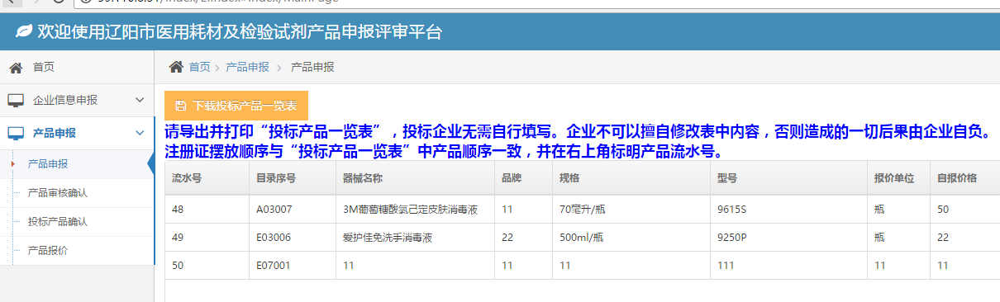 欢迎使用辽阳市医用耗材及检验试剂产品申报评审平台
首页
企业信息申报
产品申报
产品申报
产品审核确认
投标产品确认
产品报价
首页 > 产品申报 > 产品申报
下载投标产品一览表
请导出并打印“投标产品一览表”，投标企业无需自行填写。企业不可以擅自修改表中内容，否则造成的一切后果由企业自负。
注册证摆放顺序与“投标产品一览表”中产品顺序一致，并在右上角标明产品流水号。
流水号 目录序号 器械名称 品牌 规格 型号 报价单位 自报价格
48 A03007 3M葡萄糖酸氯己定皮肤消毒液 11 70毫升/瓶 9615S 瓶 50
49 E03006 爱护佳免洗手消毒液 22 500ml/瓶 9250P 瓶 22
50 E07001 11 11 11 111 11 11